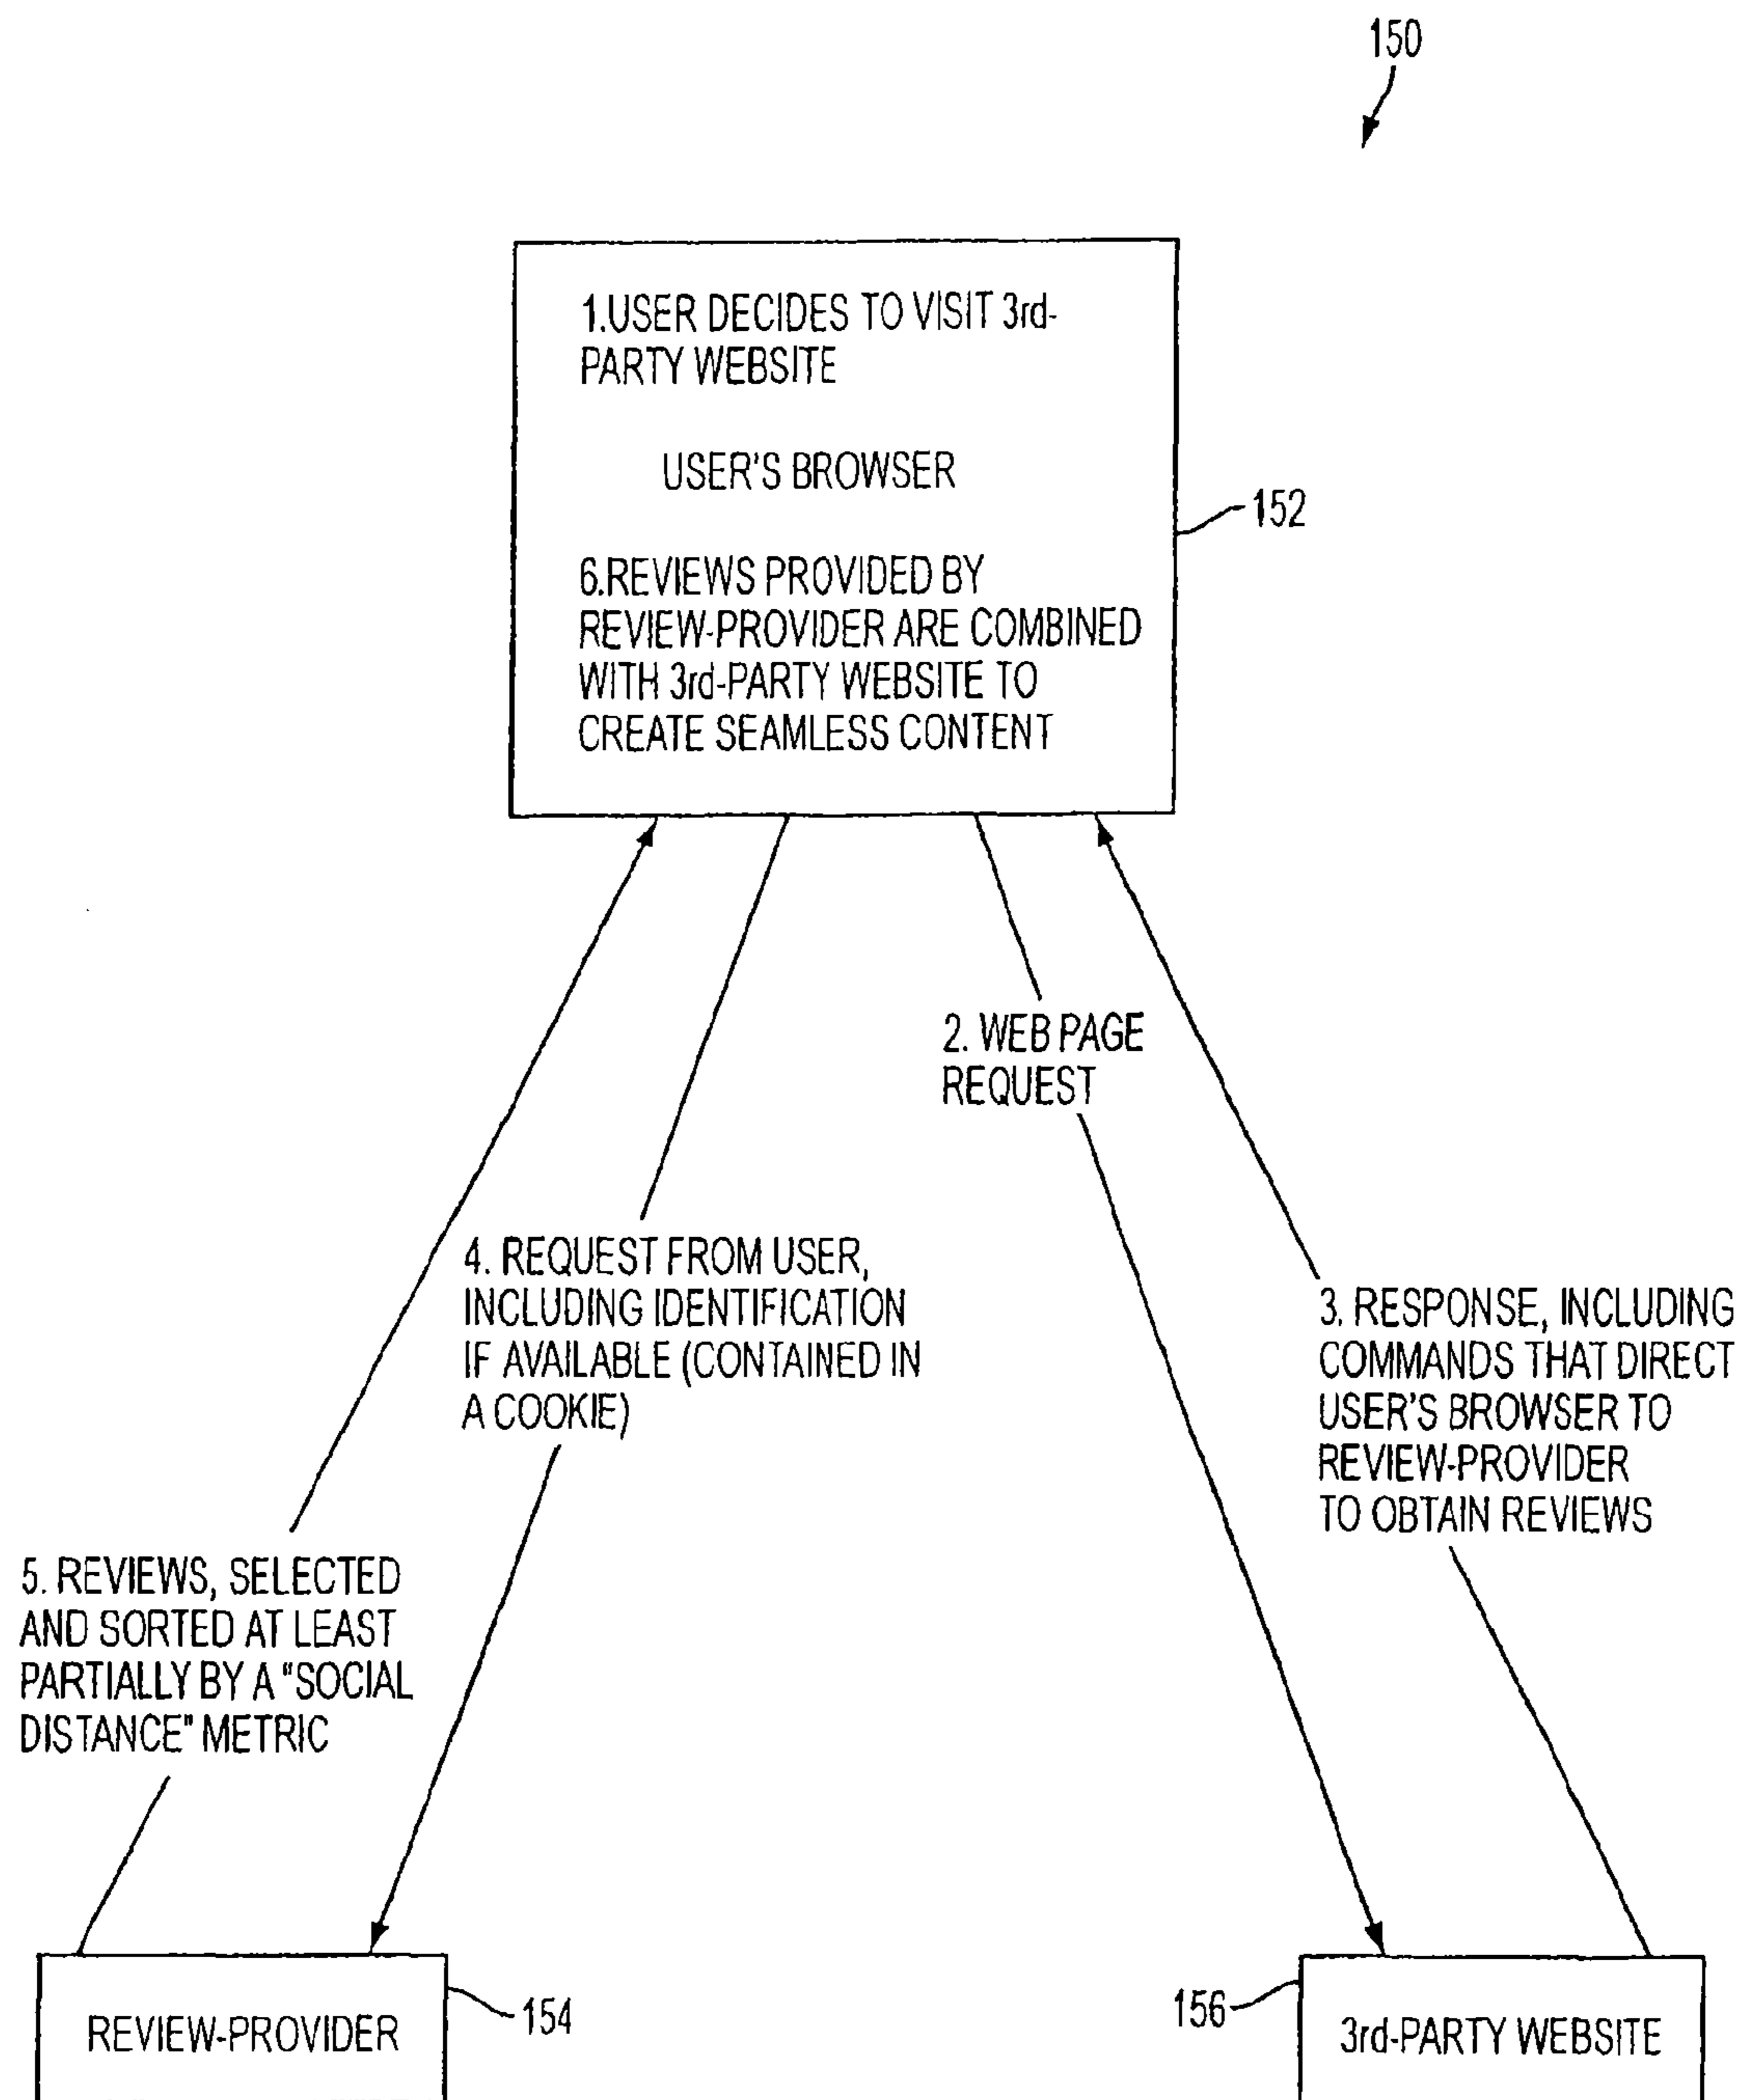 150
1.USER DECIDES TO VISIT 3rd-
PARTY WEBSITE
USER'S BROWSER
152
6.REVIEWS PROVIDED BY
REVIEW-PROVIDER ARE COMBINED
WITH 3rd-PARTY WEBSITE TO
CREATE SEAMLESS CONTENT
2. WEB PAGE
REQUEST
4. REQUEST FROM USER,
INCLUDING IDENTIFICATION
IF AVAILABLE (CONTAINED IN
A COOKIE)
3. RESPONSE, INCLUDING
COMMANDS THAT DIRECT
USER'S BROWSER TO
REVIEW-PROVIDER
TO OBTAIN REVIEWS
5. REVIEWS, SELECTED
AND SORTED AT LEAST
PARTIALLY BY A "SOCIAL
DISTANCE" METRIC
REVIEW-PROVIDER
154
156
3rd-PARTY WEBSITE